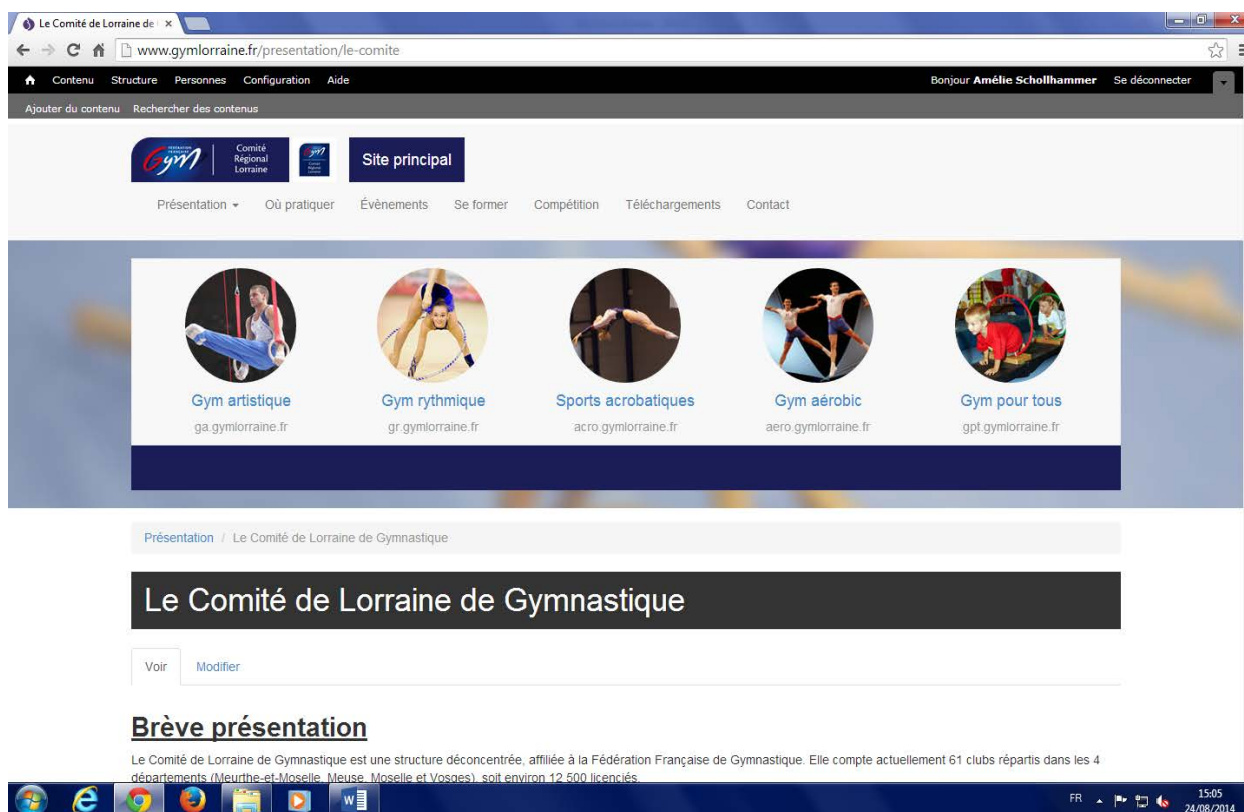 Le Comité de Lorraine de
www.gymlorraine.fr/presentation/le-comite
Contenu Structure Personnes Configuration Aide Bonjour Amélie Schollhammer Se déconnecter
Ajouter du contenu Rechercher des contenus
Gym Comité Régional Lorraine Gym Site principal
Présentation Où pratiquer Évènements Se former Compétition Téléchargements Contact
Gym artistique Gym rythmique Sports acrobatiques Gym aérobic Gym pour tous
ga.gymlorraine.fr gr.gymlorraine.fr acro.gymlorraine.fr aero.gymlorraine.fr gpt.gymlorraine.fr
Présentation / Le Comité de Lorraine de Gymnastique
Le Comité de Lorraine de Gymnastique
Voir Modifier
Brève présentation
Le Comité de Lorraine de Gymnastique est une structure déconcentrée, affiliée à la Fédération Française de Gymnastique. Elle compte actuellement 61 clubs répartis dans les 4
départements (Meurthe-et-Moselle, Meuse, Moselle et Vosges), soit environ 12 500 licenciés.
FR 15:05
24/08/2014